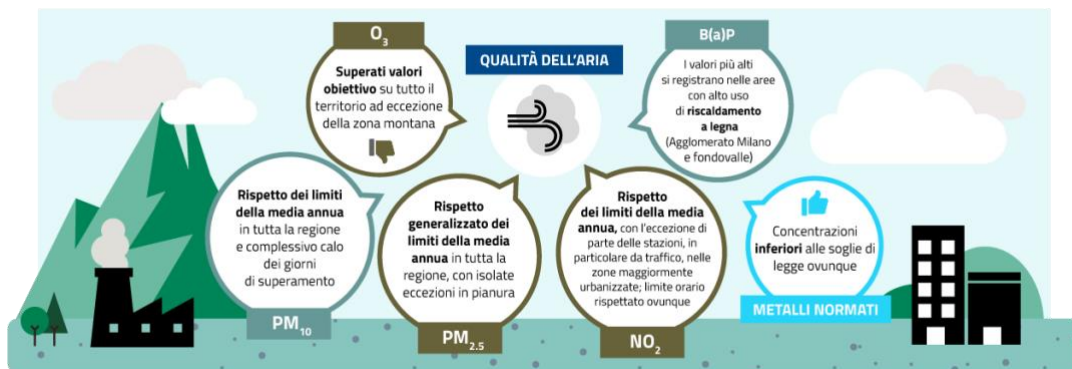 O3
Superati valori
obiettivo su tutto il
territorio ad eccezione
della zona montana
QUALITÀ DELL'ARIA
B(a)P
I valori più alti
si registrano nelle aree
con alto uso
di riscaldamento
a legna
(Agglomerato Milano
e fondovalle)
Rispetto dei limiti
della media annua
in tutta la regione
e complessivo calo
dei giorni
di superamento
PM10
Rispetto
generalizzato dei
limiti della media
annua in tutta la
regione, con isolate
eccezioni in pianura
PM2.5
Rispetto
dei limiti della media
annua, con l'eccezione di
parte delle stazioni, in
particolare da traffico, nelle
zone maggiormente
urbanizzate; limite orario
rispettato ovunque
NO2
Concentrazioni
inferiori alle soglie di
legge ovunque
METALLI NORMATI